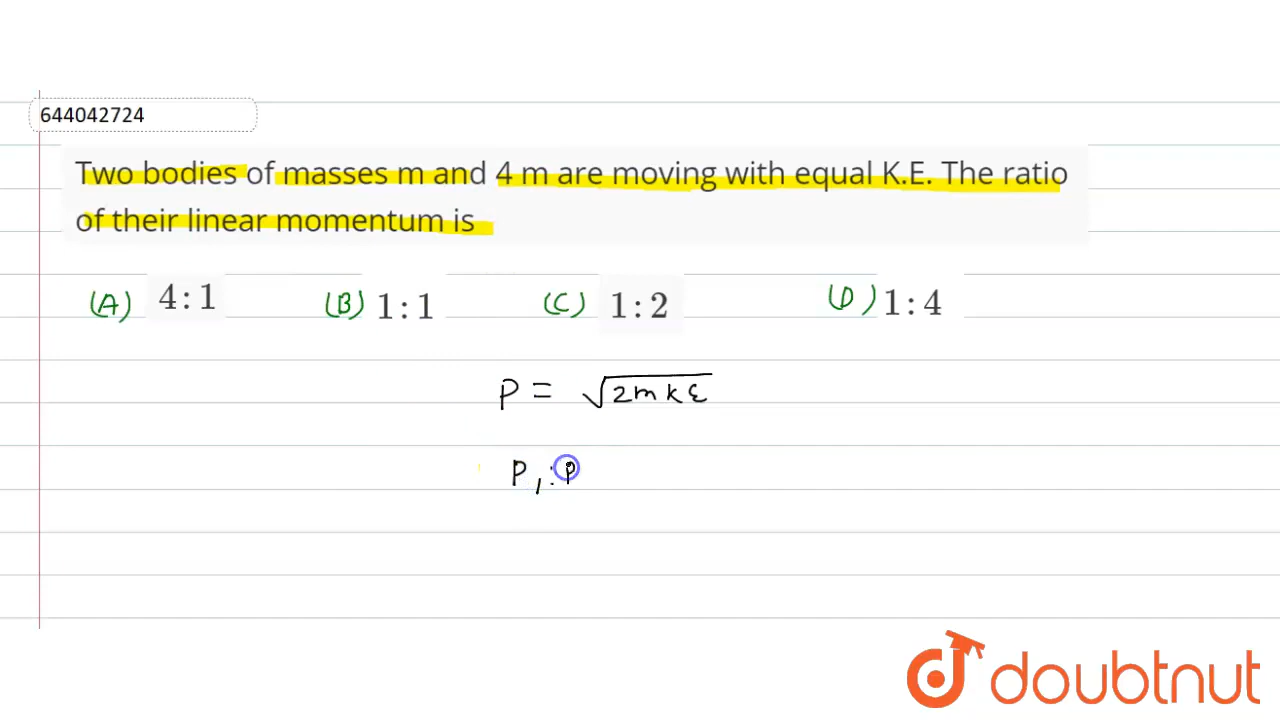 644042724
Two bodies of masses m and 4 m are moving with equal K.E. The ratio
of their linear momentum is
(A) 4 : 1 (B) 1 : 1 (C) 1 : 2 (D) 1 : 4
P = √2mKE
P₁ : P
doubtnut